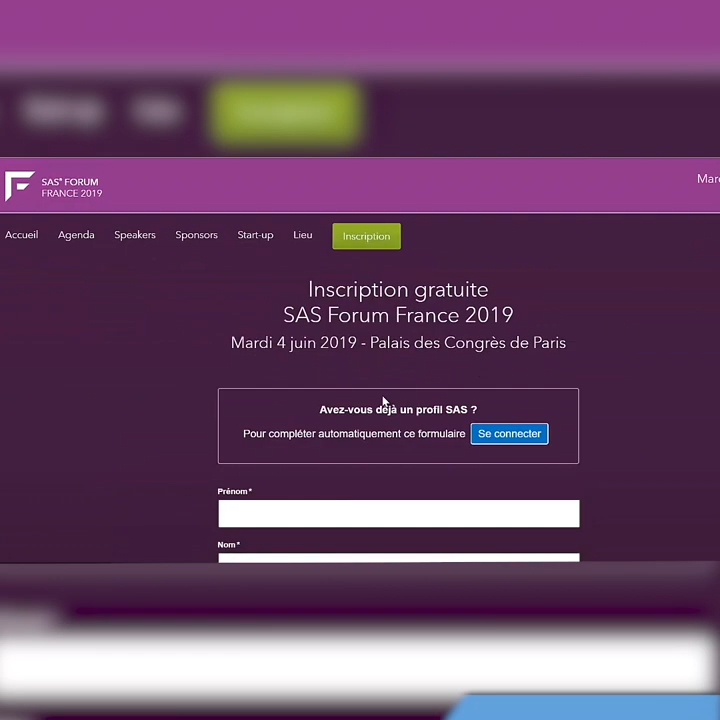 SAS® FORUM
FRANCE 2019
Accueil Agenda Speakers Sponsors Start-up Lieu Inscription
Inscription gratuite
SAS Forum France 2019
Mardi 4 juin 2019 - Palais des Congrès de Paris
Avez-vous déjà un profil SAS ?
Pour compléter automatiquement ce formulaire Se connecter
Prénom*
Nom*